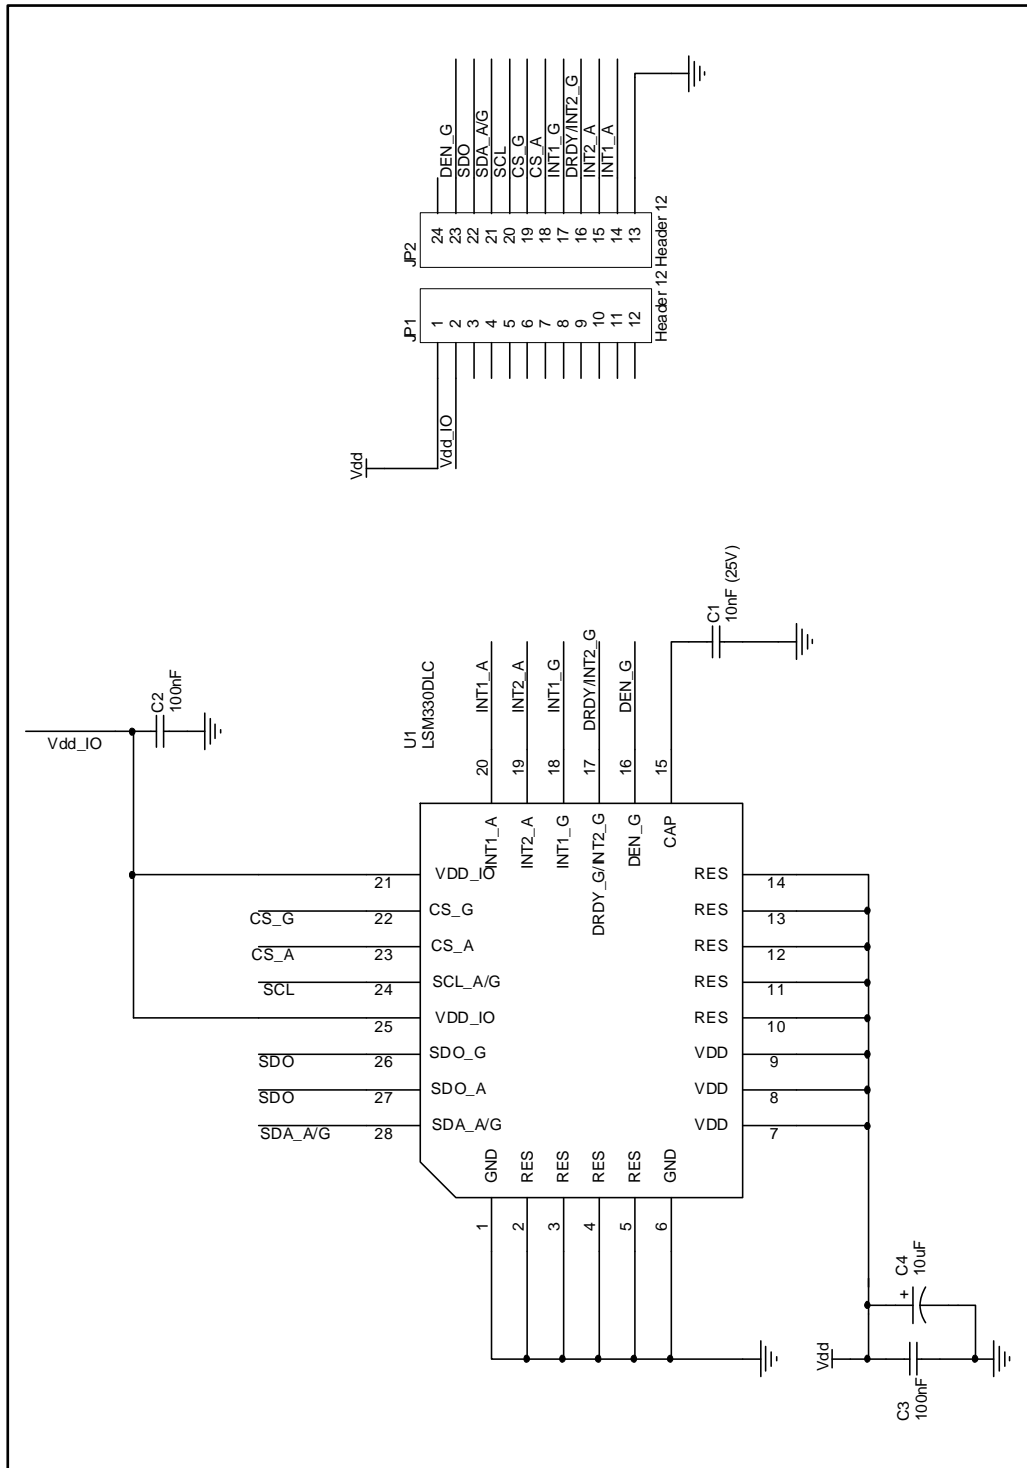 DEN_G
SDO
SDA_A/G
SCL
CS_G
CS_A
INT1_G
DRDY/INT2_G
INT2_A
INT1_A
JP2
24
23
22
21
20
19
18
17
16
15
14
13
Header 12
JP1
1
2
3
4
5
6
7
8
9
10
11
12
Header 12
Vdd
Vdd_IO
Vdd_IO
C2
100nF
U1
LSM330DLC
C1
10nF (25V)
INT1_A
INT2_A
INT1_G
DRDY/INT2_G
DEN_G
20
19
18
17
16
15
INT1_A
INT2_A
INT1_G
DRDY_G/INT2_G
DEN_G
CAP
21
VDD_IO
CS_G
22
CS_G
CS_A
23
CS_A
SCL
24
SCL_A/G
25
VDD_IO
SDO
26
SDO_G
SDO
27
SDO_A
SDA_A/G
28
SDA_A/G
RES
14
RES
13
RES
12
RES
11
RES
10
VDD
9
VDD
8
VDD
7
GND
RES
RES
RES
RES
GND
1
2
3
4
5
6
C4
10uF
+
Vdd
C3
100nF